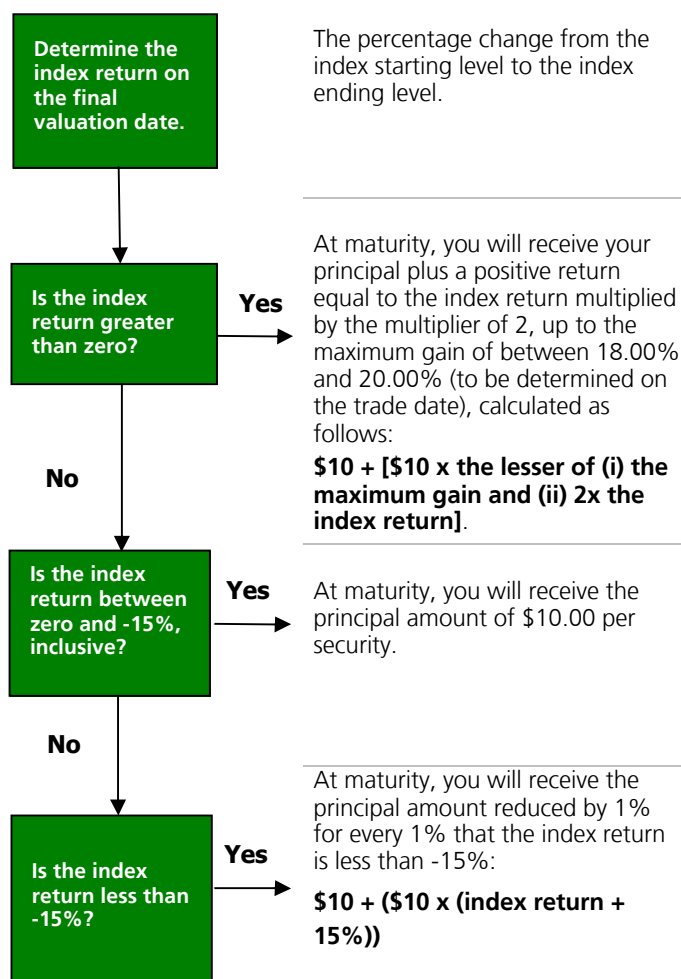 Determine the
index return on
the final
valuation date.
The percentage change from the
index starting level to the index
ending level.
Is the index
return greater
than zero?
Yes
At maturity, you will receive your
principal plus a positive return
equal to the index return multiplied
by the multiplier of 2, up to the
maximum gain of between 18.00%
and 20.00% (to be determined on
the trade date), calculated as
follows:
$10 + [$10 x the lesser of (i) the
maximum gain and (ii) 2x the
index return].
No
Is the index
return between
zero and -15%,
inclusive?
Yes
At maturity, you will receive the
principal amount of $10.00 per
security.
No
Is the index
return less than
-15%?
Yes
At maturity, you will receive the
principal amount reduced by 1%
for every 1% that the index return
is less than -15%:
$10 + ($10 x (index return +
15%))